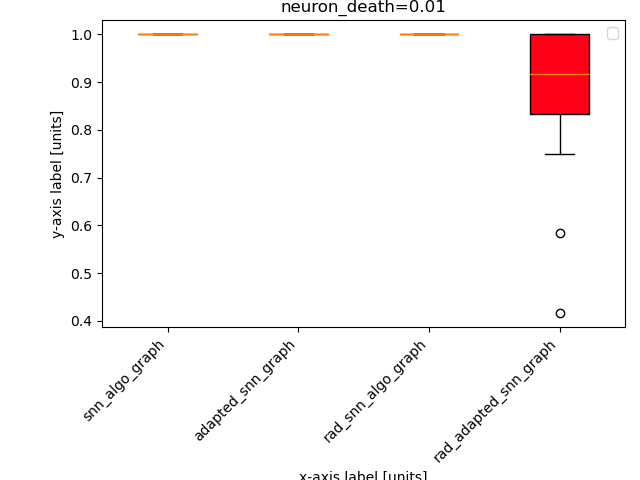 neuron_death=0.01
1.0
0.9
0.8
0.7
0.6
0.5
0.4
y-axis label [units]
snn_algo_graph
adapted_snn_graph
rad_snn_algo_graph
rad_adapted_snn_graph
x-axis label [units]